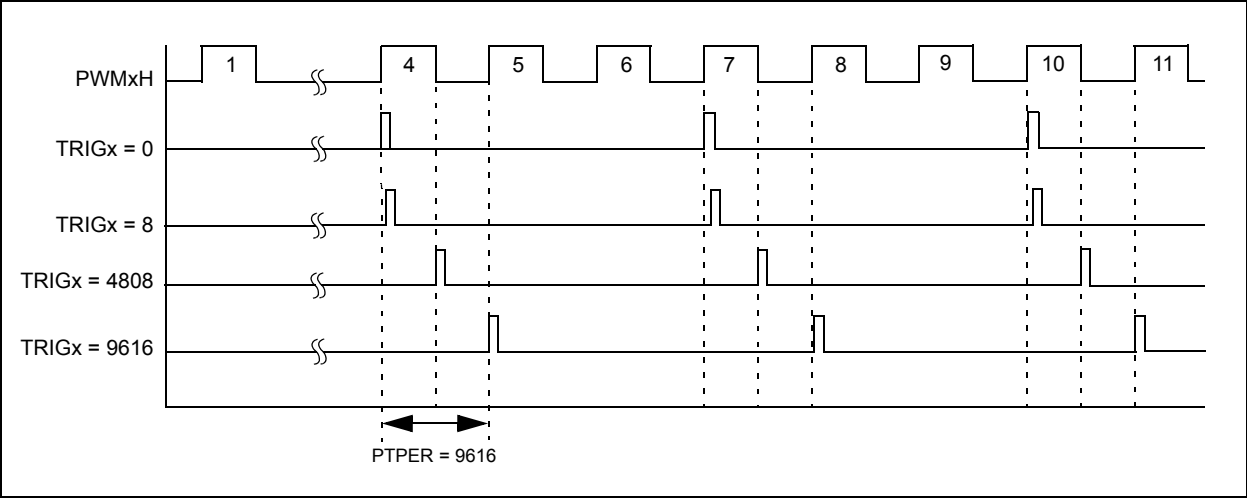 PWMxH
1
4
5
6
7
8
9
10
11
TRIGx = 0
TRIGx = 8
TRIGx = 4808
TRIGx = 9616
PTPER = 9616